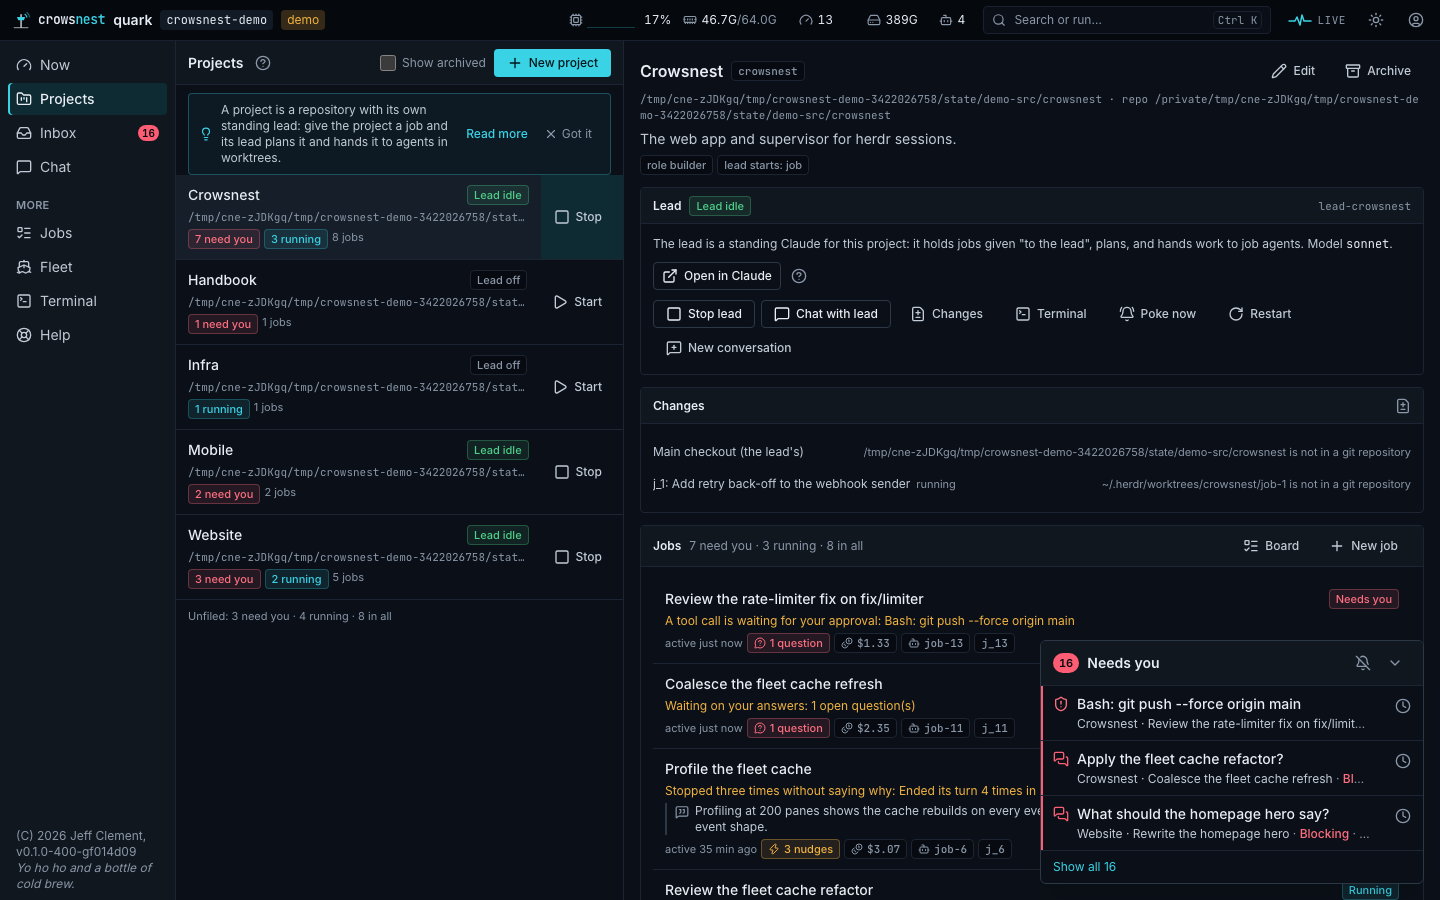 crowsnest quark crowsnest-demo demo
17% 46.7G/64.0G 13 389G 4 Search or run... Ctrl K LIVE
Now
Projects
Inbox 16
Chat
MORE
Jobs
Fleet
Terminal
Help
(C) 2026 Jeff Clement,
v0.1.0-400-gf014d09
Yo ho ho and a bottle of
cold brew.
Projects Show archived New project
A project is a repository with its own
standing lead: give the project a job and
its lead plans it and hands it to agents in
worktrees.
Read more Got it
Crowsnest Lead idle
/tmp/cne-zJDKgq/tmp/crowsnest-demo-3422026758/stat…
7 need you 3 running 8 jobs
Stop
Handbook Lead off
/tmp/cne-zJDKgq/tmp/crowsnest-demo-3422026758/stat…
1 need you 1 jobs
Start
Infra Lead off
/tmp/cne-zJDKgq/tmp/crowsnest-demo-3422026758/stat…
1 running 1 jobs
Start
Mobile Lead idle
/tmp/cne-zJDKgq/tmp/crowsnest-demo-3422026758/stat…
2 need you 2 jobs
Stop
Website Lead idle
/tmp/cne-zJDKgq/tmp/crowsnest-demo-3422026758/stat…
3 need you 2 running 5 jobs
Stop
Unfiled: 3 need you · 4 running · 8 in all
Crowsnest crowsnest Edit Archive
/tmp/cne-zJDKgq/tmp/crowsnest-demo-3422026758/state/demo-src/crowsnest · repo /private/tmp/cne-zJDKgq/tmp/crowsnest-de
mo-3422026758/state/demo-src/crowsnest
The web app and supervisor for herdr sessions.
role builder lead starts: job
Lead Lead idle lead-crowsnest
The lead is a standing Claude for this project: it holds jobs given "to the lead", plans, and hands work to job agents. Model sonnet.
Open in Claude
Stop lead Chat with lead Changes Terminal Poke now Restart
New conversation
Changes
Main checkout (the lead's) /tmp/cne-zJDKgq/tmp/crowsnest-demo-3422026758/state/demo-src/crowsnest is not in a git repository
j_1: Add retry back-off to the webhook sender running ~/.herdr/worktrees/crowsnest/job-1 is not in a git repository
Jobs 7 need you · 3 running · 8 in all Board New job
Review the rate-limiter fix on fix/limiter Needs you
A tool call is waiting for your approval: Bash: git push --force origin main
active just now 1 question $1.33 job-13 j_13
Coalesce the fleet cache refresh
Waiting on your answers: 1 open question(s)
active just now 1 question $2.35 job-11 j_11
Profile the fleet cache
Stopped three times without saying why: Ended its turn 4 times in
Profiling at 200 panes shows the cache rebuilds on every eve
event shape.
active 35 min ago 3 nudges $3.07 job-6 j_6
Review the fleet cache refactor Running
16 Needs you
Bash: git push --force origin main
Crowsnest · Review the rate-limiter fix on fix/limit…
Apply the fleet cache refactor?
Crowsnest · Coalesce the fleet cache refresh · Bl…
What should the homepage hero say?
Website · Rewrite the homepage hero · Blocking · …
Show all 16